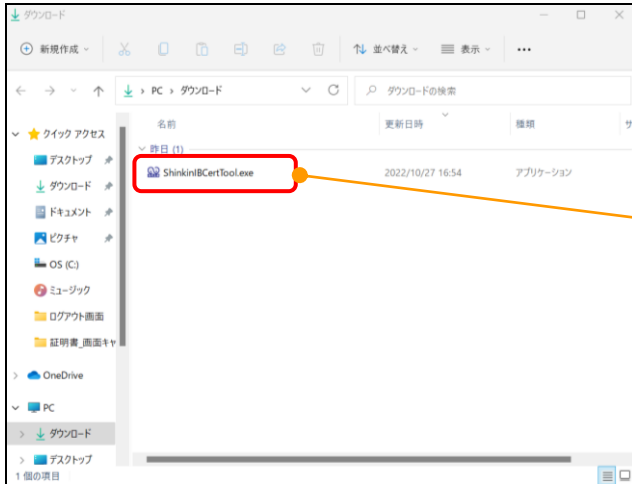 ダウンロード
新規作成
並べ替え
表示
PC ダウンロード
ダウンロードの検索
名前 更新日時 種類 サ
クイック アクセス
昨日 (1)
デスクトップ
ShinkinIBCertTool.exe 2022/10/27 16:54 アプリケーション
ダウンロード
ドキュメント
ピクチャ
OS (C:)
ミュージック
ログアウト画面
証明書_画面キャ
OneDrive
PC
ダウンロード
デスクトップ
1 個の項目